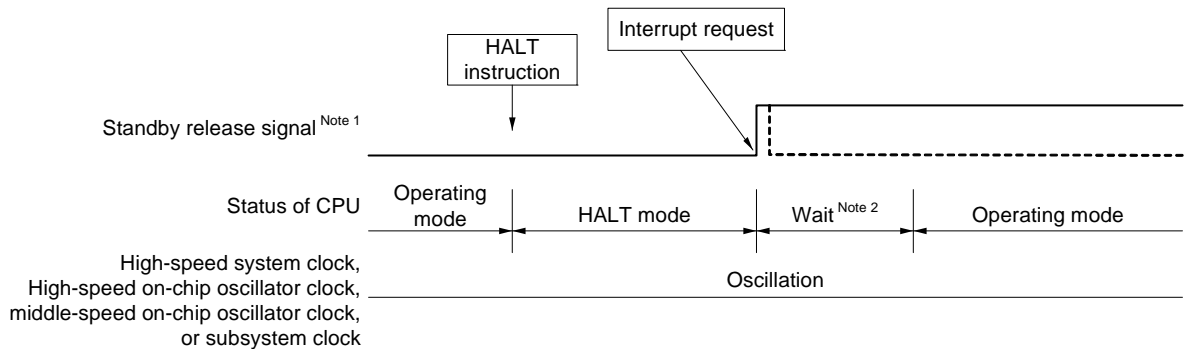 Interrupt request
HALT
instruction
Standby release signal Note 1
Status of CPU
Operating
mode
HALT mode
Wait Note 2
Operating mode
High-speed system clock,
High-speed on-chip oscillator clock,
middle-speed on-chip oscillator clock,
or subsystem clock
Oscillation